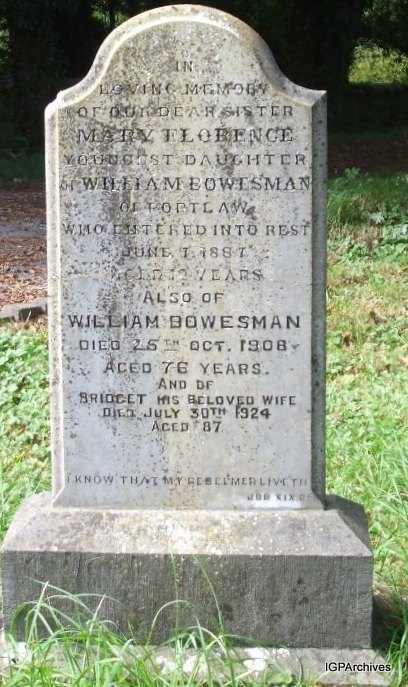 IN
LOVING MEMORY
OF OUR DEAR SISTER
MARY FLORENCE
YOUNGEST DAUGHTER
OF WILLIAM BOWESMAN
OF PORTLAW
WHO ENTERED INTO REST
JUNE 7 1887
AGED 12 YEARS
ALSO OF
WILLIAM BOWESMAN
DIED 25TH OCT. 1908
AGED 76 YEARS.
AND OF
BRIDGET HIS BELOVED WIFE
DIED JULY 30TH 1924
AGED 87
I KNOW THAT MY REDEEMER LIVETH
JOB XIX
IGPArchives